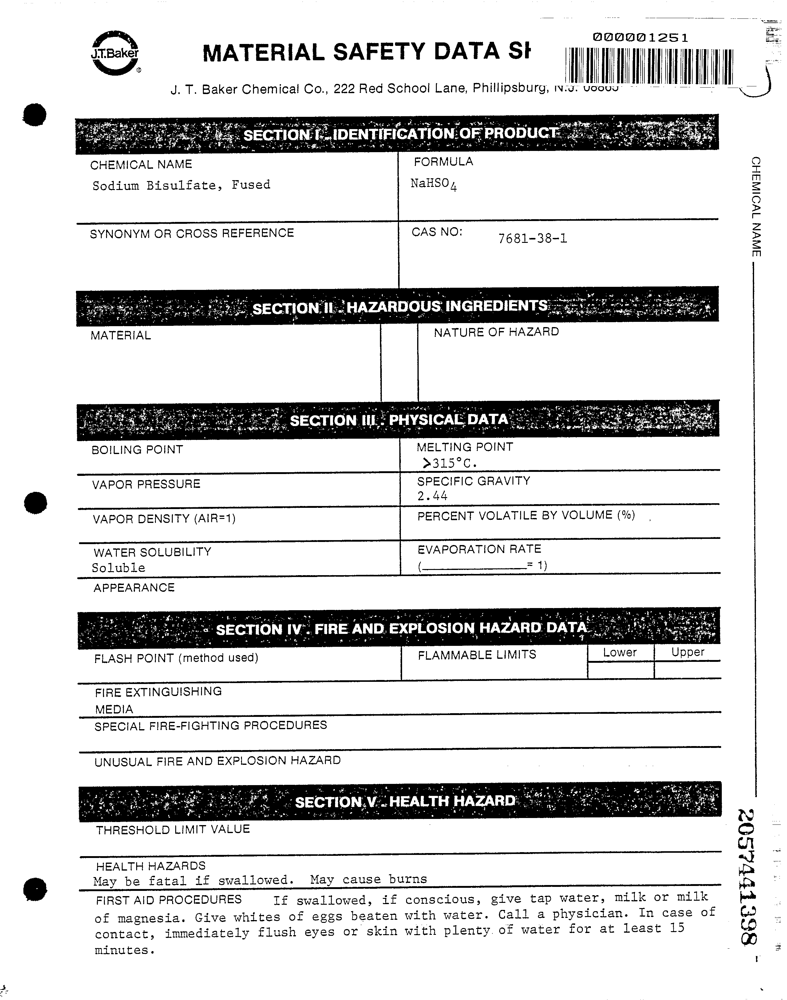 000001251
J.T.Baker
®
MATERIAL SAFETY DATA
J. T. Baker Chemical Co., 222 Red School Lane, Phillipsburg, N.J.
SECTION I - IDENTIFICATION OF PRODUCT
CHEMICAL NAME
FORMULA
Sodium Bisulfate, Fused
NaHSO4
SYNONYM OR CROSS REFERENCE
CAS NO:
7681-38-1
SECTION II - HAZARDOUS INGREDIENTS
MATERIAL
NATURE OF HAZARD
SECTION III - PHYSICAL DATA
BOILING POINT
MELTING POINT
>315°C.
VAPOR PRESSURE
SPECIFIC GRAVITY
2.44
VAPOR DENSITY (AIR=1)
PERCENT VOLATILE BY VOLUME (%)
WATER SOLUBILITY
Soluble
EVAPORATION RATE
(____________= 1)
APPEARANCE
SECTION IV - FIRE AND EXPLOSION HAZARD DATA
FLASH POINT (method used)
FLAMMABLE LIMITS
Lower
Upper
FIRE EXTINGUISHING
MEDIA
SPECIAL FIRE-FIGHTING PROCEDURES
UNUSUAL FIRE AND EXPLOSION HAZARD
SECTION V - HEALTH HAZARD
THRESHOLD LIMIT VALUE
HEALTH HAZARDS
May be fatal if swallowed. May cause burns
FIRST AID PROCEDURES If swallowed, if conscious, give tap water, milk or milk
of magnesia. Give whites of eggs beaten with water. Call a physician. In case of
contact, immediately flush eyes or skin with plenty of water for at least 15
minutes.
CHEMICAL NAME
2057441398